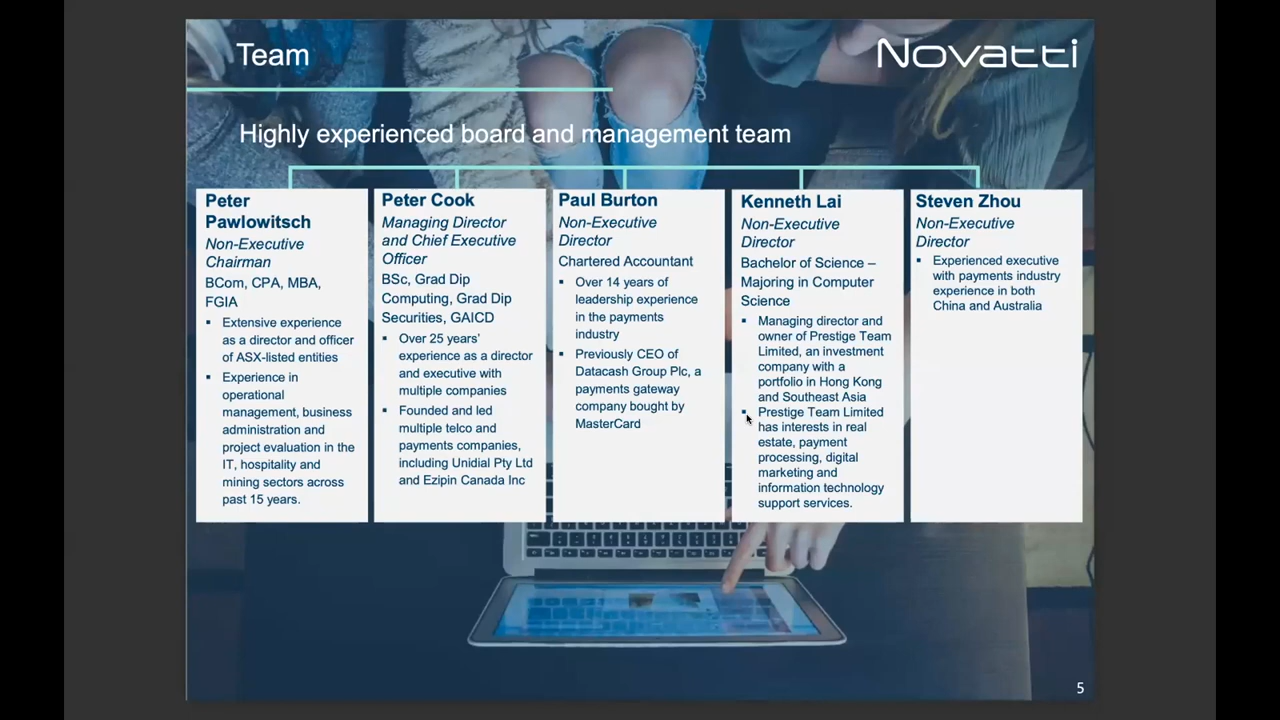 Team
Novatti
Highly experienced board and management team
Peter
Pawlowitsch
Non-Executive
Chairman
BCom, CPA, MBA,
FGIA
▪ Extensive experience
as a director and officer
of ASX-listed entities
▪ Experience in
operational
management, business
administration and
project evaluation in the
IT, hospitality and
mining sectors across
past 15 years.
Peter Cook
Managing Director
and Chief Executive
Officer
BSc, Grad Dip
Computing, Grad Dip
Securities, GAICD
▪ Over 25 years'
experience as a director
and executive with
multiple companies
▪ Founded and led
multiple telco and
payments companies,
including Unidial Pty Ltd
and Ezipin Canada Inc
Paul Burton
Non-Executive
Director
Chartered Accountant
▪ Over 14 years of
leadership experience
in the payments
industry
▪ Previously CEO of
Datacash Group Plc, a
payments gateway
company bought by
MasterCard
Kenneth Lai
Non-Executive
Director
Bachelor of Science –
Majoring in Computer
Science
▪ Managing director and
owner of Prestige Team
Limited, an investment
company with a
portfolio in Hong Kong
and Southeast Asia
▪ Prestige Team Limited
has interests in real
estate, payment
processing, digital
marketing and
information technology
support services.
Steven Zhou
Non-Executive
Director
▪ Experienced executive
with payments industry
experience in both
China and Australia
5